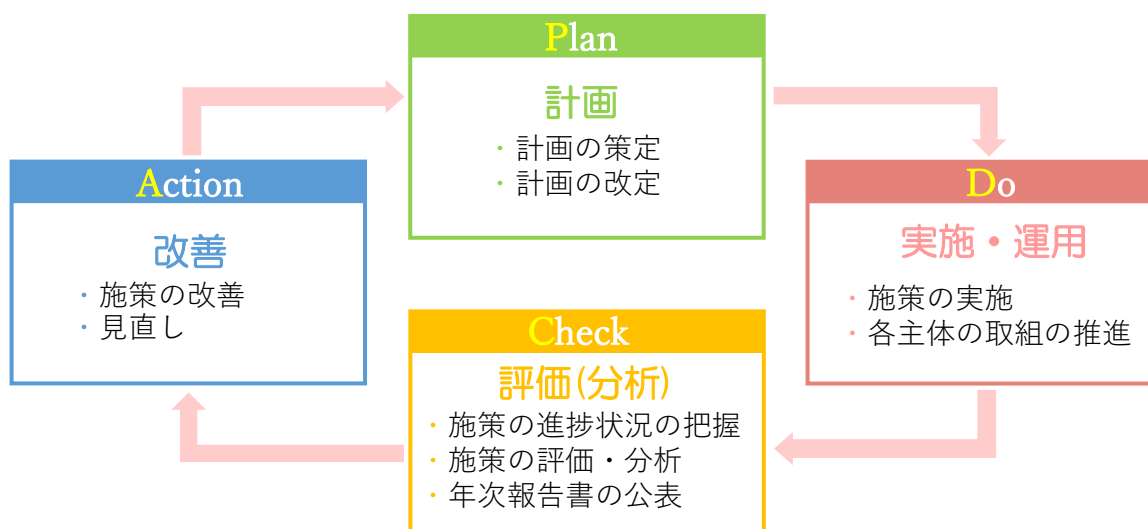 Plan
計画
・計画の策定
・計画の改定
Do
実施・運用
・施策の実施
・各主体の取組の推進
Check
評価(分析)
・施策の進捗状況の把握
・施策の評価・分析
・年次報告書の公表
Action
改善
・施策の改善
・見直し